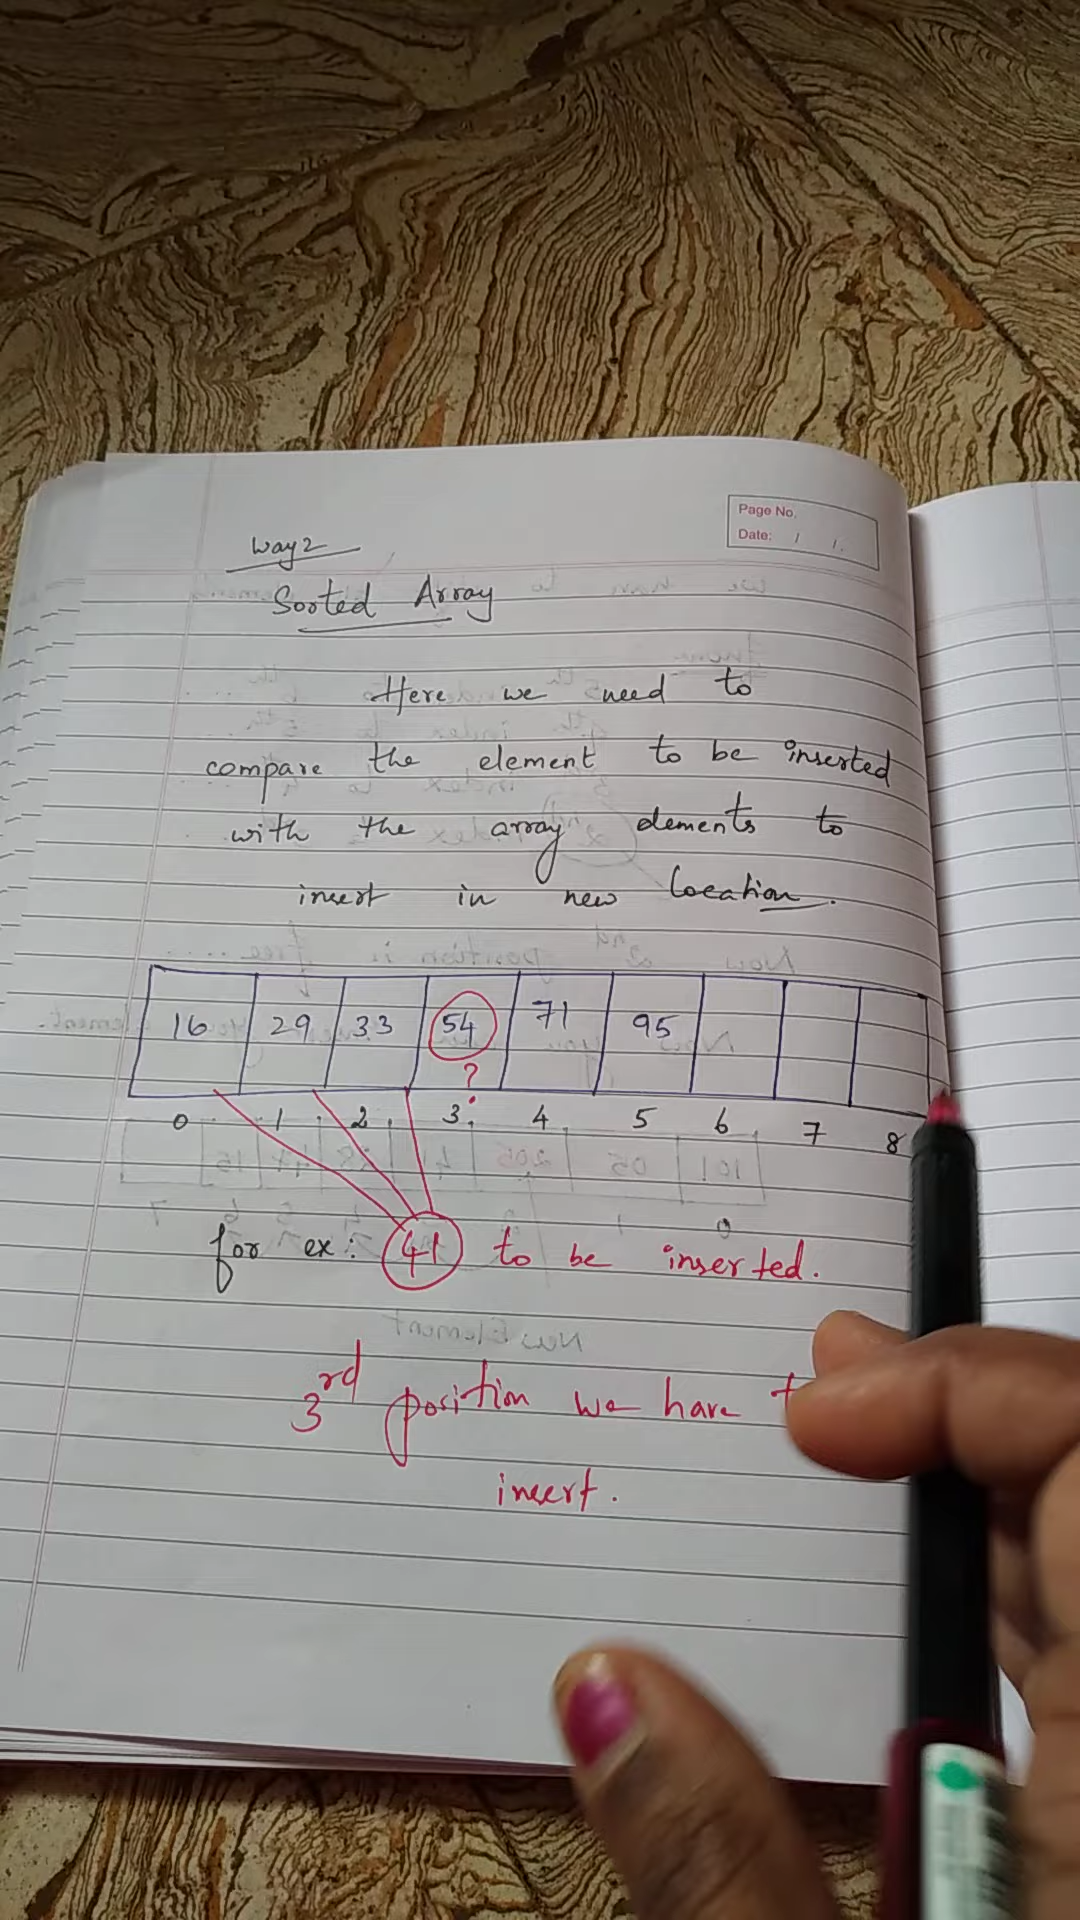 Page No.
Date: / /
Way 2
Sorted Array
Here we need to
compare the element to be inserted
with the array elements to
insert in new location.
16 29 33 54 71 95
?
0 1 2 3 4 5 6 7 8
for ex: 41 to be inserted.
3rd position we have
insert.